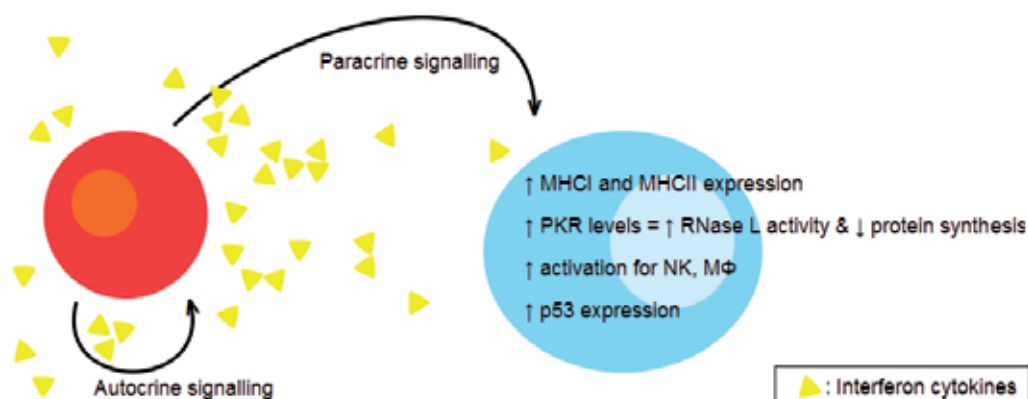 Paracrine signalling
↑ MHCI and MHCII expression
↑ PKR levels = ↑ RNase L activity & ↓ protein synthesis
↑ activation for NK, MΦ
↑ p53 expression
Autocrine signalling
: Interferon cytokines